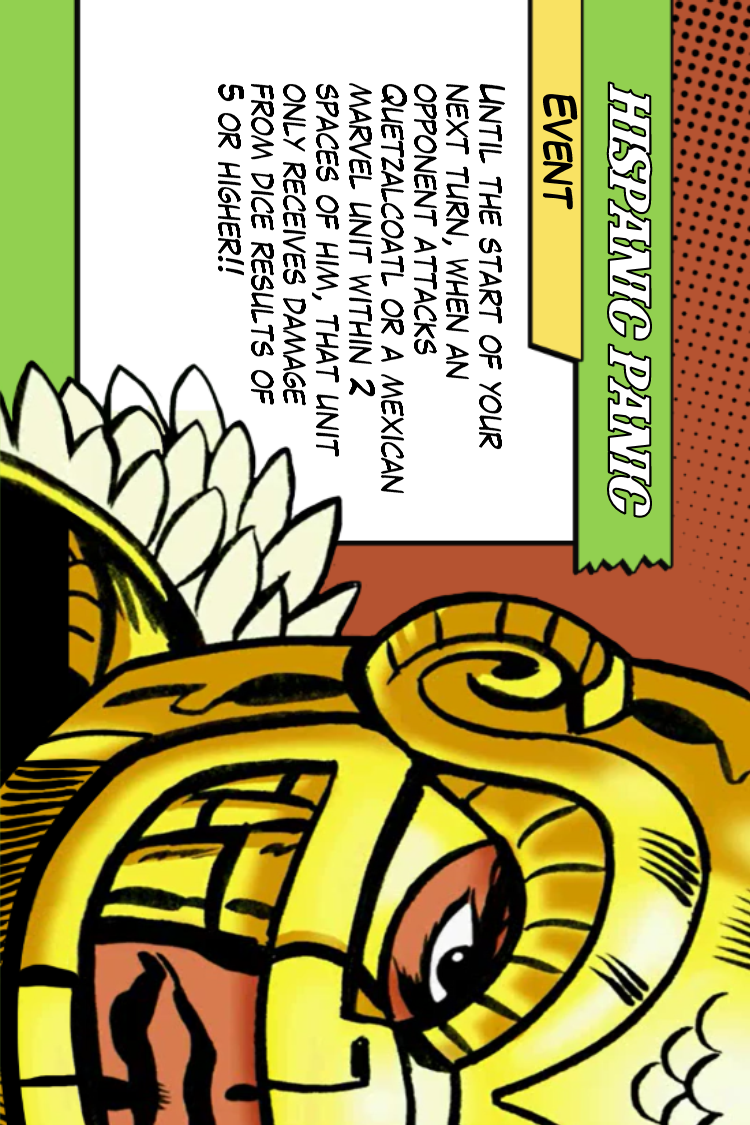 HISPANIC PANIC
EVENT
UNTIL THE START OF YOUR
NEXT TURN, WHEN AN
OPPONENT ATTACKS
QUETZALCOATL OR A MEXICAN
MARVEL UNIT WITHIN 2
SPACES OF HIM, THAT UNIT
ONLY RECEIVES DAMAGE
FROM DICE RESULTS OF
5 OR HIGHER!!